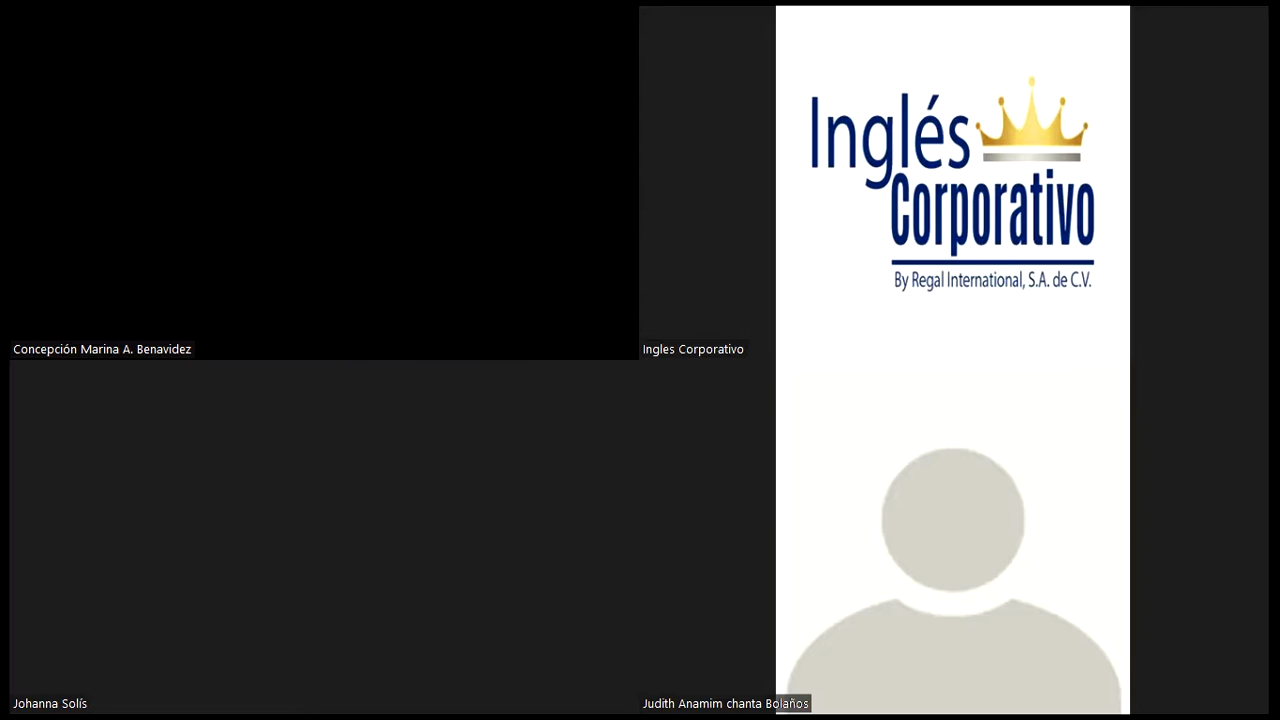 Inglés
Corporativo
By Regal International, S.A. de C.V.
Concepción Marina A. Benavidez
Ingles Corporativo
Johanna Solís
Judith Anamim chanta Bolaños